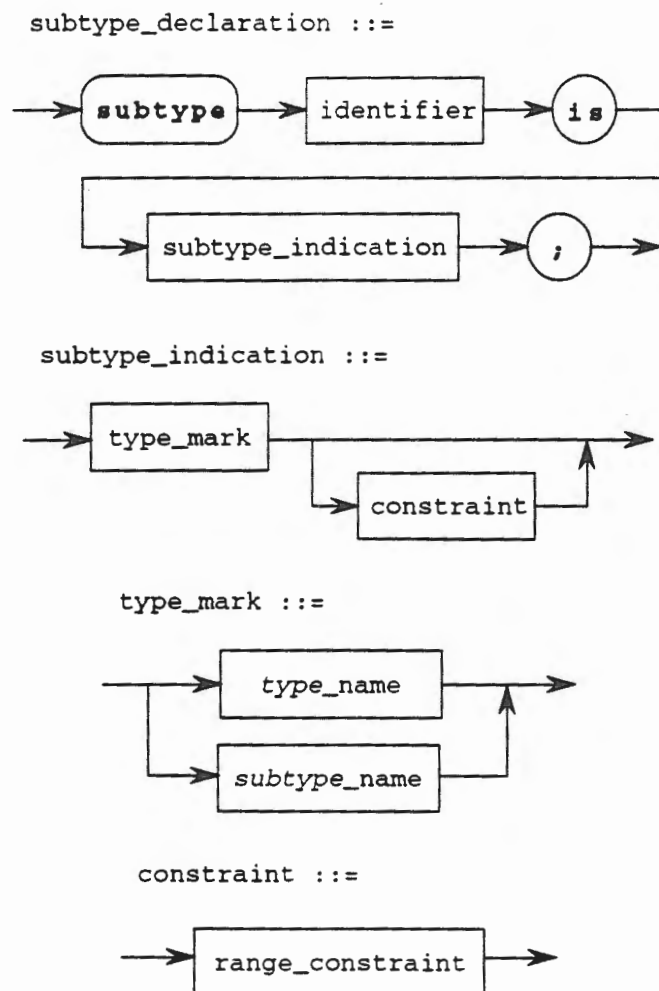 subtype_declaration ::=
subtype identifier is
subtype_indication ;
subtype_indication ::=
type_mark
constraint
type_mark ::=
type_name
subtype_name
constraint ::=
range_constraint